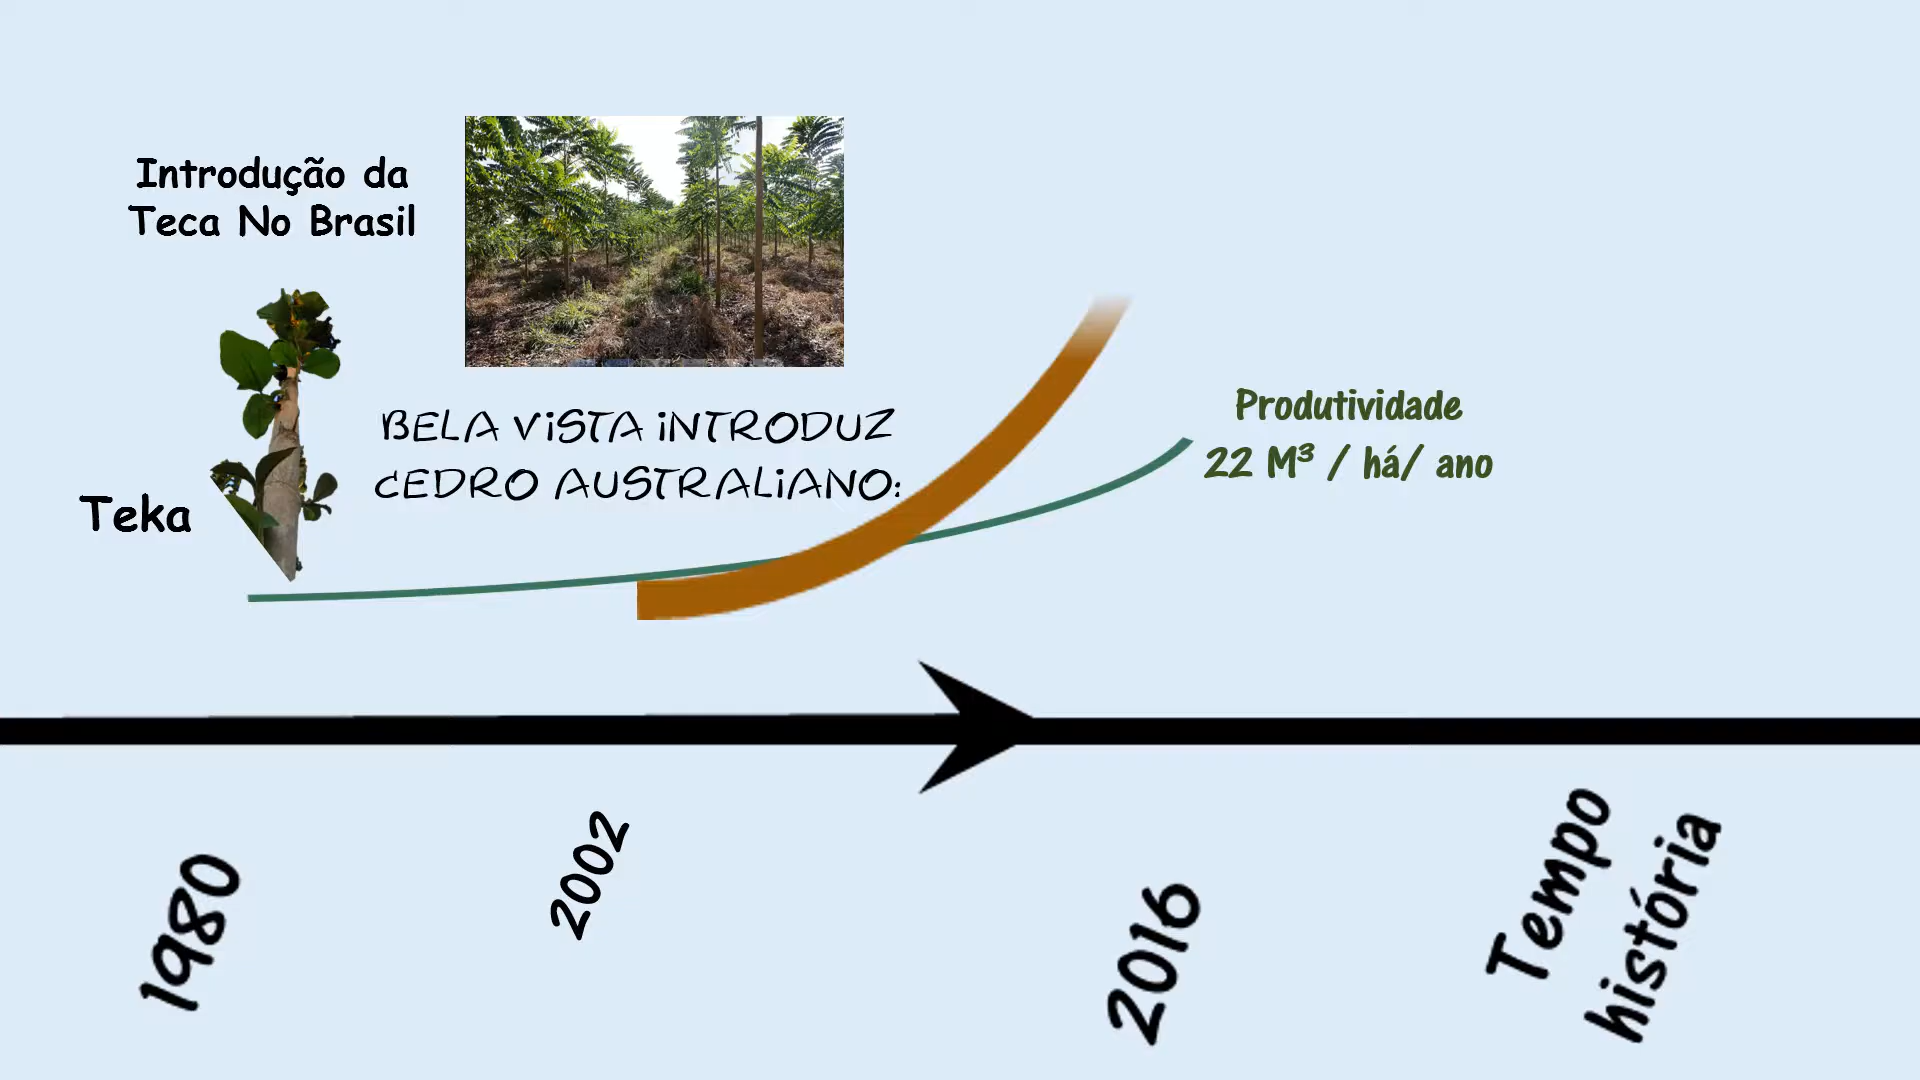 Introdução da
Teca No Brasil
BELA VISTA INTRODUZ
CEDRO AUSTRALIANO:
Teka
Produtividade
22 M³ / há/ ano
1980
2002
2016
Tempo
história